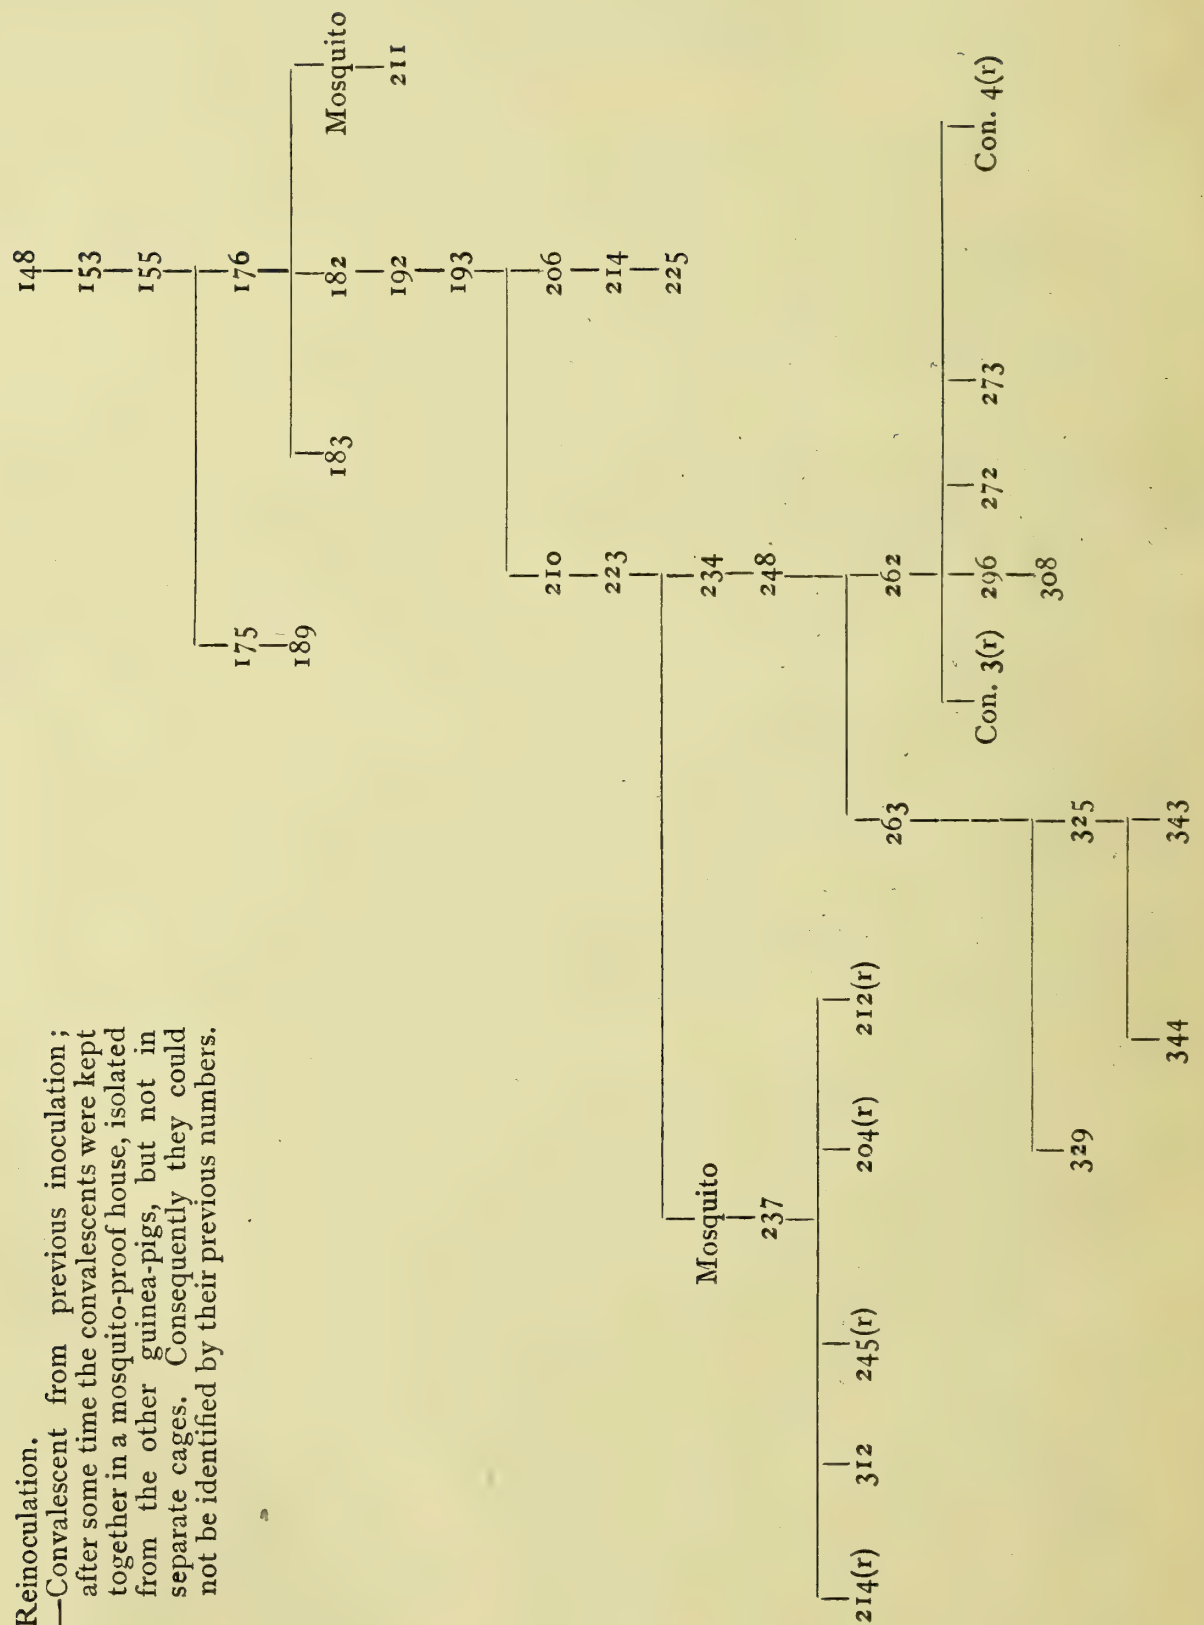 Reinoculation.
—Convalescent from previous inoculation;
after some time the convalescents were kept
together in a mosquito-proof house, isolated
from the other guinea-pigs, but not in
separate cages. Consequently they could
not be identified by their previous numbers.
148
153
155
175 176
189
183 182 Mosquito
192 211
193
210 206
223 214
225
Mosquito 234
237 248
214(r) 312 245(r) 204(r) 212(r)
263 262
Con. 3(r) 296 272 273 Con. 4(r)
308
329 325
344 343